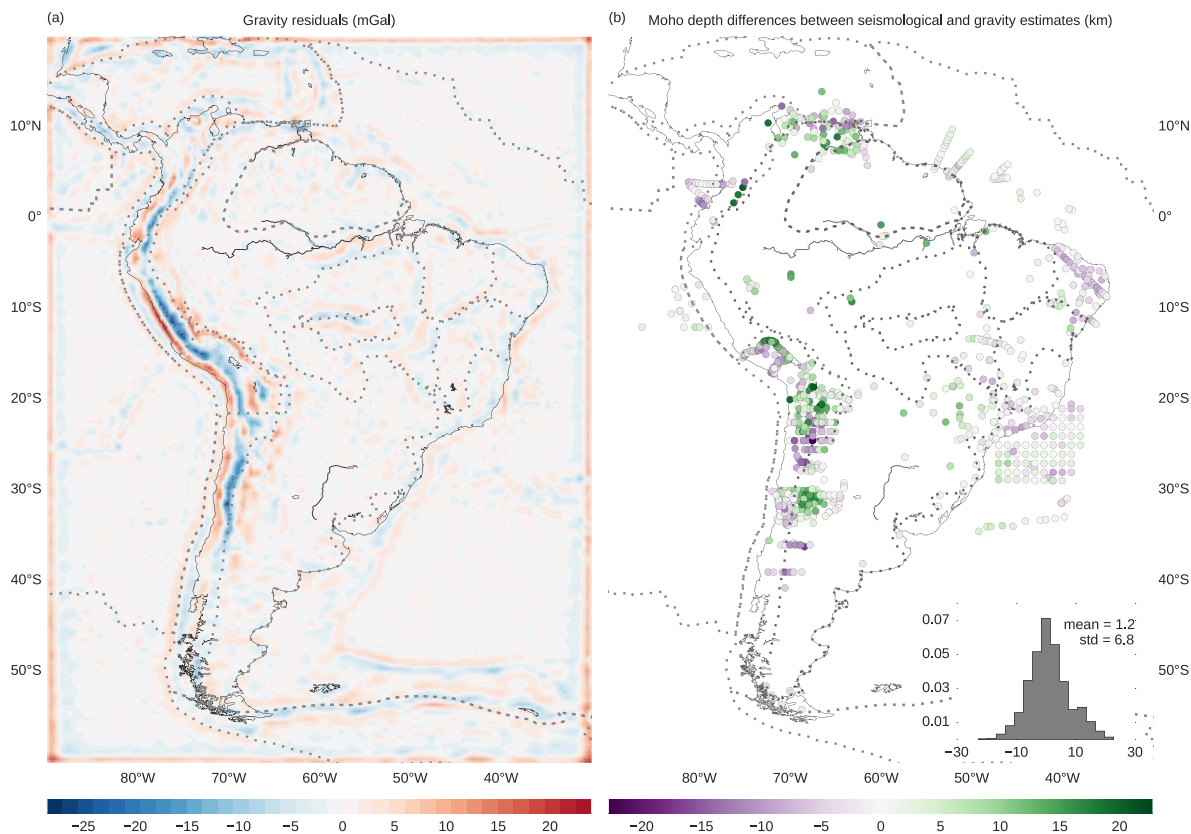 (a) Gravity residuals (mGal)
(b) Moho depth differences between seismological and gravity estimates (km)
10°N
0°
10°S
20°S
30°S
40°S
50°S
80°W 70°W 60°W 50°W 40°W
−25 −20 −15 −10 −5 0 5 10 15 20
10°N
0°
10°S
20°S
30°S
40°S
50°S
0.07
0.05
0.03
0.01
mean = 1.2
std = 6.8
−30 −10 10 30
80°W 70°W 60°W 50°W 40°W
−20 −15 −10 −5 0 5 10 15 20